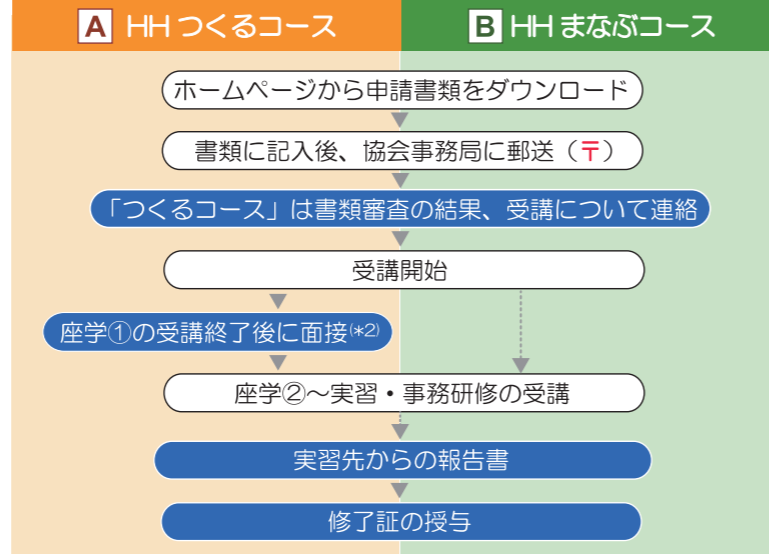 A HH つくるコース
B HH まなぶコース
ホームページから申請書類をダウンロード
書類に記入後、協会事務局に郵送（〒）
「つくるコース」は書類審査の結果、受講について連絡
受講開始
座学①の受講終了後に面接(*2)
座学②～実習・事務研修の受講
実習先からの報告書
修了証の授与